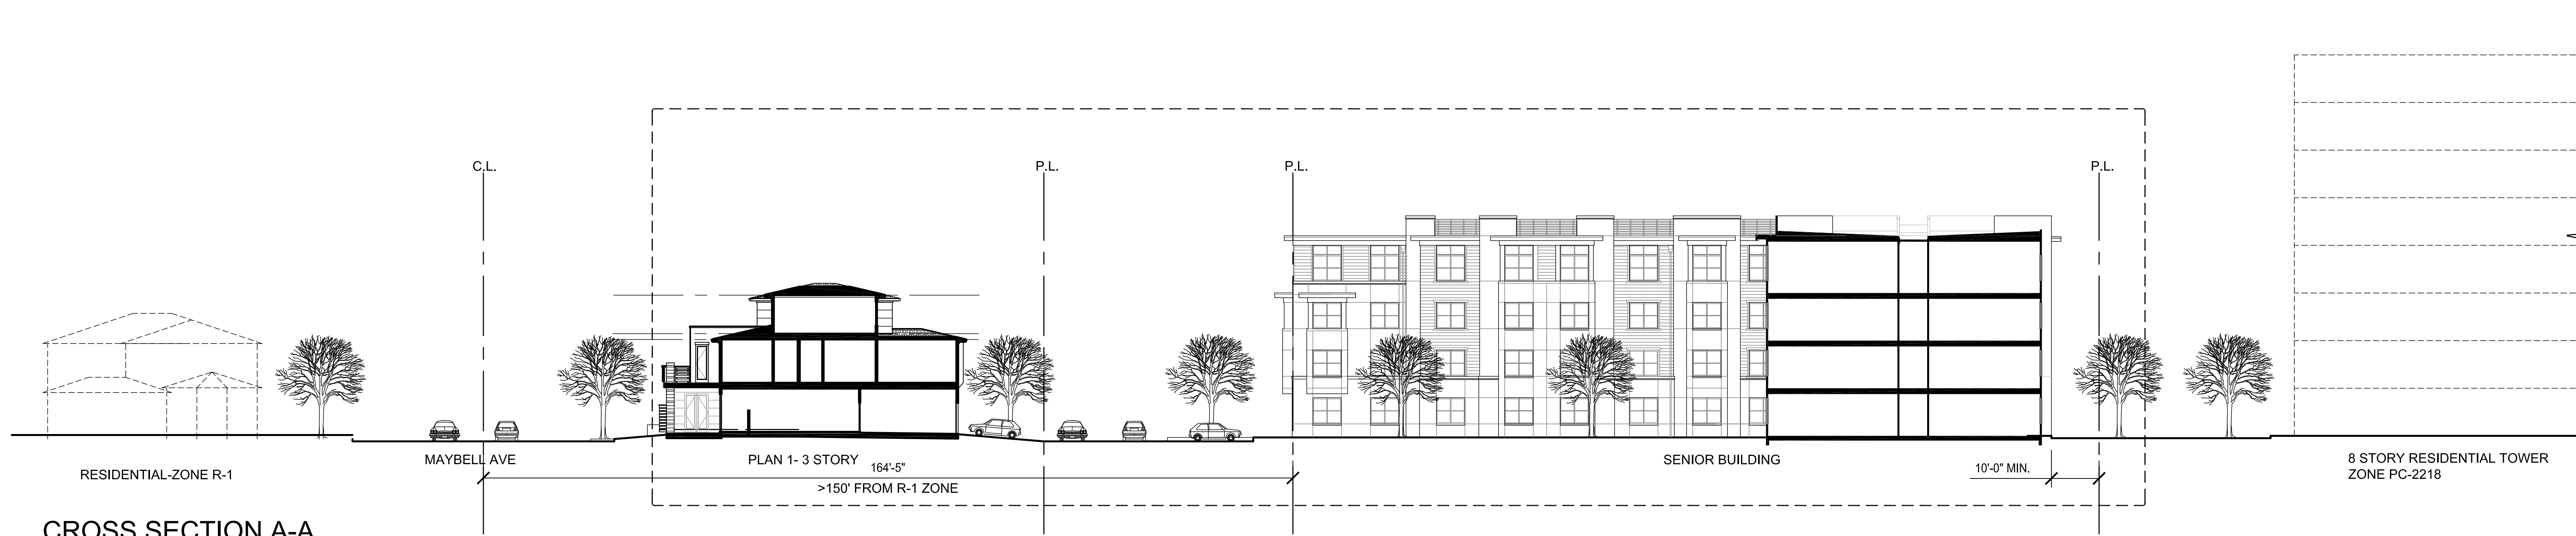 C.L.
P.L.
P.L.
P.L.
RESIDENTIAL-ZONE R-1
MAYBELL AVE
PLAN 1- 3 STORY
164'-5"
>150' FROM R-1 ZONE
SENIOR BUILDING
10'-0" MIN.
8 STORY RESIDENTIAL TOWER
ZONE PC-2218
CROSS SECTION A-A